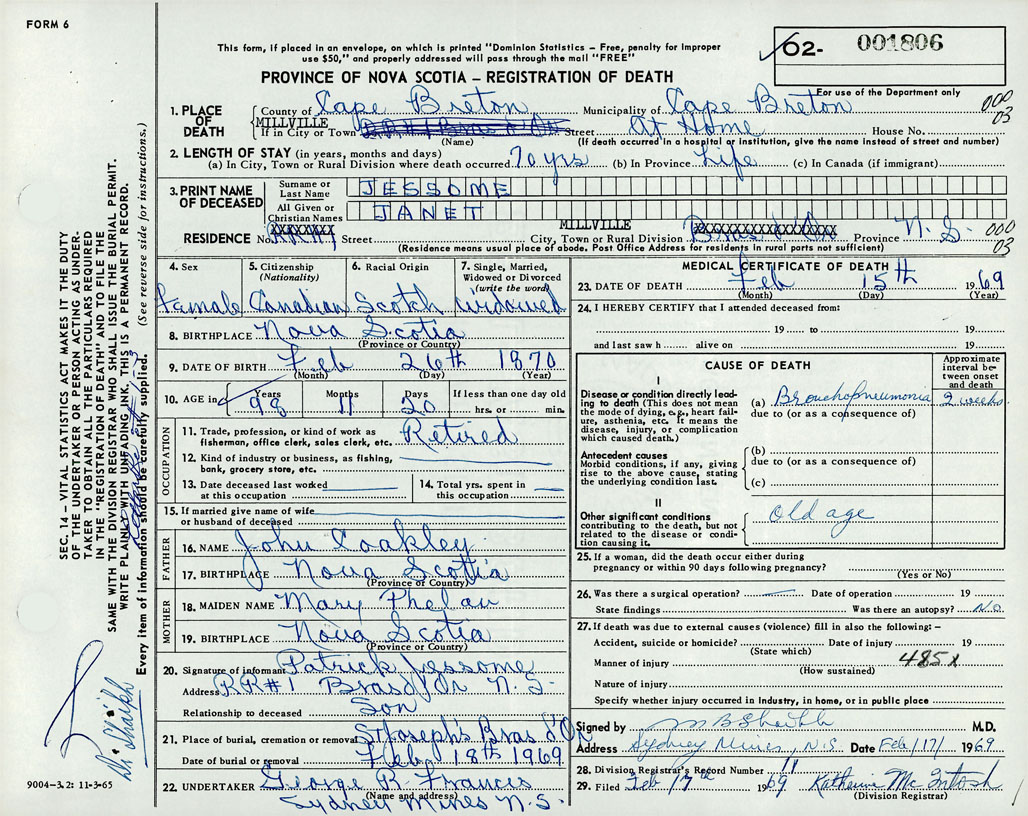 FORM 6
This form, if placed in an envelope, on which is printed "Dominion Statistics – Free, penalty for improper
use $50," and properly addressed will pass through the mail "FREE"
PROVINCE OF NOVA SCOTIA – REGISTRATION OF DEATH
02- 001806
For use of the Department only
1. PLACE OF DEATH County of Cape Breton Municipality of Cape Breton 000 03
MILLVILLE
If in City or Town Street At Home House No.
(Name) (If death occurred in a hospital or institution, give the name instead of street and number)
2. LENGTH OF STAY (in years, months and days)
(a) In City, Town or Rural Division where death occurred 70 yrs (b) In Province Life (c) In Canada (if immigrant)
3. PRINT NAME OF DECEASED Surname or Last Name JESSOME
All Given or Christian Names JANET
MILLVILLE
RESIDENCE No. Street City, Town or Rural Division Province N.S. 000 03
(Residence means usual place of abode. Post Office Address for residents in rural parts not sufficient)
4. Sex 5. Citizenship (Nationality) 6. Racial Origin 7. Single, Married, Widowed or Divorced (write the word)
Female Canadian Scotch widowed
8. BIRTHPLACE Nova Scotia
(Province or Country)
9. DATE OF BIRTH Feb 26th 1870
(Month) (Day) (Year)
10. AGE in Years Months Days If less than one day old
98 11 20 hrs. or min.
OCCUPATION
11. Trade, profession, or kind of work as
fisherman, office clerk, sales clerk, etc. Retired
12. Kind of industry or business, as fishing,
bank, grocery store, etc.
13. Date deceased last worked
at this occupation
14. Total yrs. spent in
this occupation
15. If married give name of wife
or husband of deceased
FATHER
16. NAME John Coakley
17. BIRTHPLACE Nova Scotia
(Province or Country)
MOTHER
18. MAIDEN NAME Mary Phelan
19. BIRTHPLACE Nova Scotia
(Province or Country)
20. Signature of informant Patrick Jessome
Address RR#1 Bras d'Or N.S.
Relationship to deceased Son
21. Place of burial, cremation or removal St Joseph's Bras d'Or
Date of burial or removal Feb. 18th 1969
22. UNDERTAKER George R Francis
(Name and address)
Sydney Mines N.S.
MEDICAL CERTIFICATE OF DEATH
23. DATE OF DEATH Feb 15th 1969
(Month) (Day) (Year)
24. I HEREBY CERTIFY that I attended deceased from:
19 to 19
and last saw h alive on 19
CAUSE OF DEATH
Approximate interval between onset and death
I
Disease or condition directly leading
to death (This does not mean
the mode of dying, e.g., heart failure,
asthenia, etc. It means the
disease, injury, or complication
which caused death.)
(a) Bronchopneumonia 2 weeks
due to (or as a consequence of)
Antecedent causes
Morbid conditions, if any, giving
rise to the above cause, stating
the underlying condition last.
(b)
due to (or as a consequence of)
(c)
II
Other significant conditions
contributing to the death, but not
related to the disease or condition
causing it.
Old age
25. If a woman, did the death occur either during
pregnancy or within 90 days following pregnancy?
(Yes or No)
26. Was there a surgical operation? Date of operation 19
State findings Was there an autopsy? No
27. If death was due to external causes (violence) fill in also the following: –
Accident, suicide or homicide? Date of injury 19
(State which)
Manner of injury 485x
(How sustained)
Nature of injury
Specify whether injury occurred in industry, in home, or in public place
Signed by M.D.
Address Sydney Mines, N.S. Date Feb/17/ 1969
28. Division Registrar's Record Number 11
29. Filed Feb 17th 1969 Katherine McIntosh
(Division Registrar)
SEC. 14 – VITAL STATISTICS ACT MAKES IT THE DUTY
OF THE UNDERTAKER OR PERSON ACTING AS UNDERTAKER
TO OBTAIN ALL THE PARTICULARS REQUIRED
IN THE "REGISTRATION OF DEATH" AND TO FILE THE
SAME WITH THE DIVISION REGISTRAR WHO SHALL ISSUE THE BURIAL PERMIT.
WRITE PLAINLY WITH UNFADING INK. THIS IS A PERMANENT RECORD.
Every item of information should be carefully supplied. (See reverse side for instructions.)
9004-3.2: 11-3-65